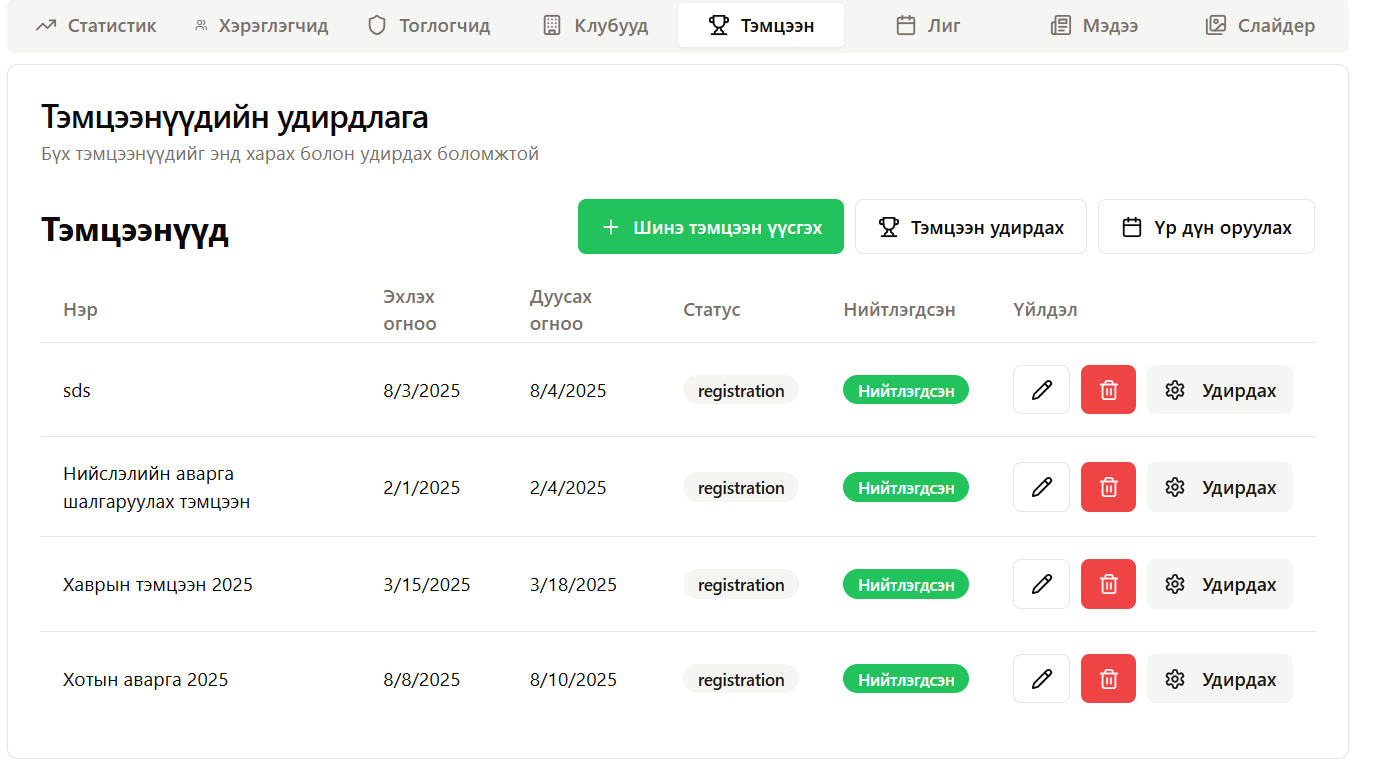 Статистик Хэрэглэгчид Тоглогчид Клубууд Тэмцээн Лиг Мэдээ Слайдер
Тэмцээнүүдийн удирдлага
Бүх тэмцээнүүдийг энд харах болон удирдах боломжтой
Тэмцээнүүд
+ Шинэ тэмцээн үүсгэх Тэмцээн удирдах Үр дүн оруулах
Нэр Эхлэх огноо Дуусах огноо Статус Нийтлэгдсэн Үйлдэл
sds 8/3/2025 8/4/2025 registration Нийтлэгдсэн Удирдах
Нийслэлийн аварга
шалгаруулах тэмцээн 2/1/2025 2/4/2025 registration Нийтлэгдсэн Удирдах
Хаврын тэмцээн 2025 3/15/2025 3/18/2025 registration Нийтлэгдсэн Удирдах
Хотын аварга 2025 8/8/2025 8/10/2025 registration Нийтлэгдсэн Удирдах